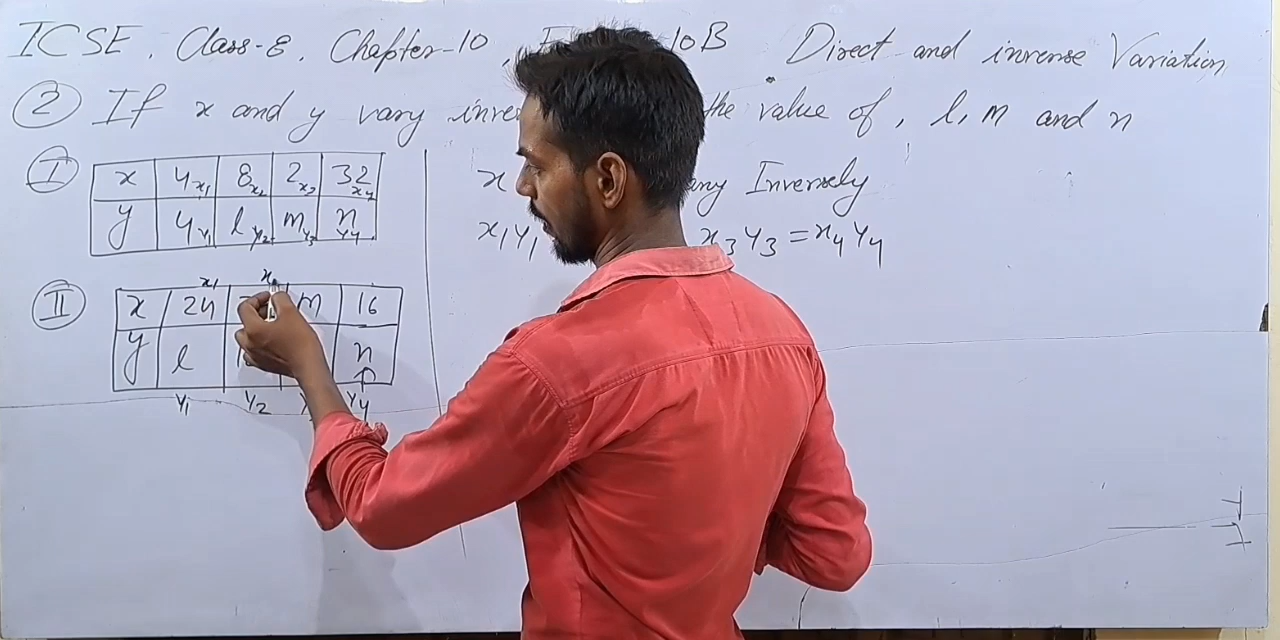 ICSE, Class-8, Chapter-10, 10B Direct and inverse Variation
② If x and y vary inve the value of, l, m and n
Ⅰ
x 4 x1 8 x2 2 x3 32 x4
y 4 y1 l y2 m y3 n y4
x any Inversely
x1y1 x3y3 = x4y4
x1 x
Ⅱ
x 24 m 16
y l n
y1 y2 y4